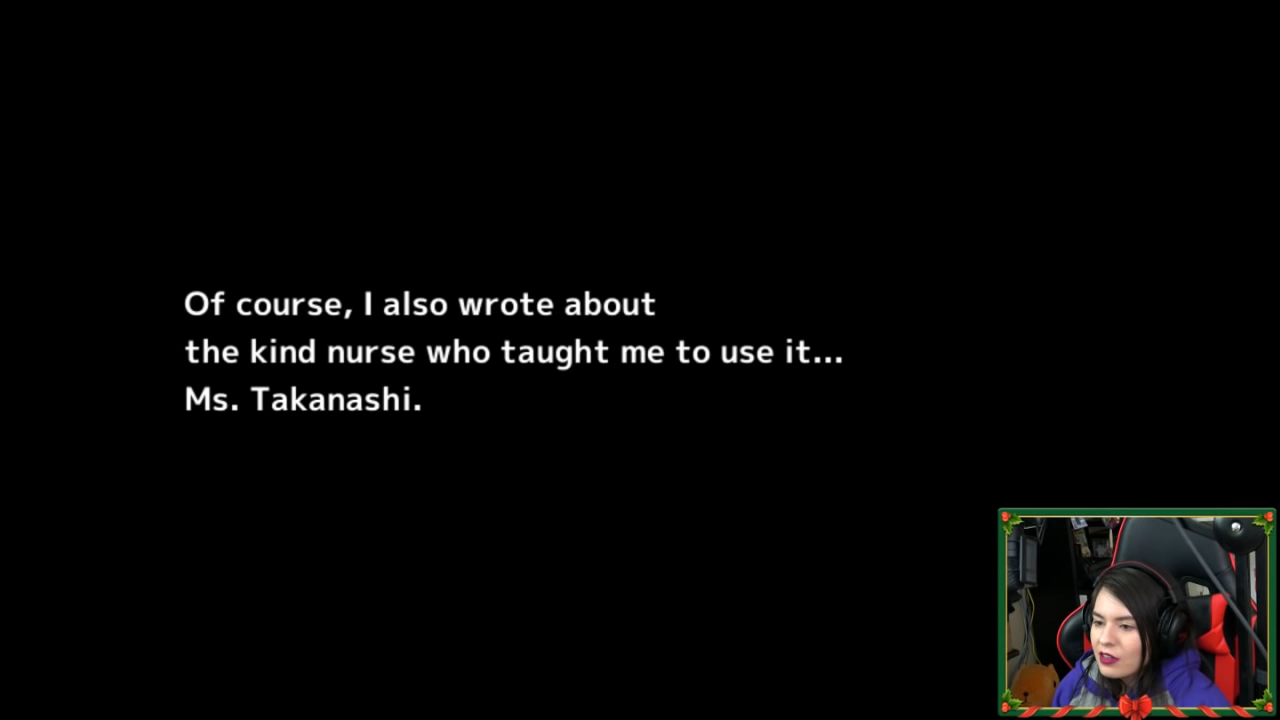 Of course, I also wrote about
the kind nurse who taught me to use it...
Ms. Takanashi.